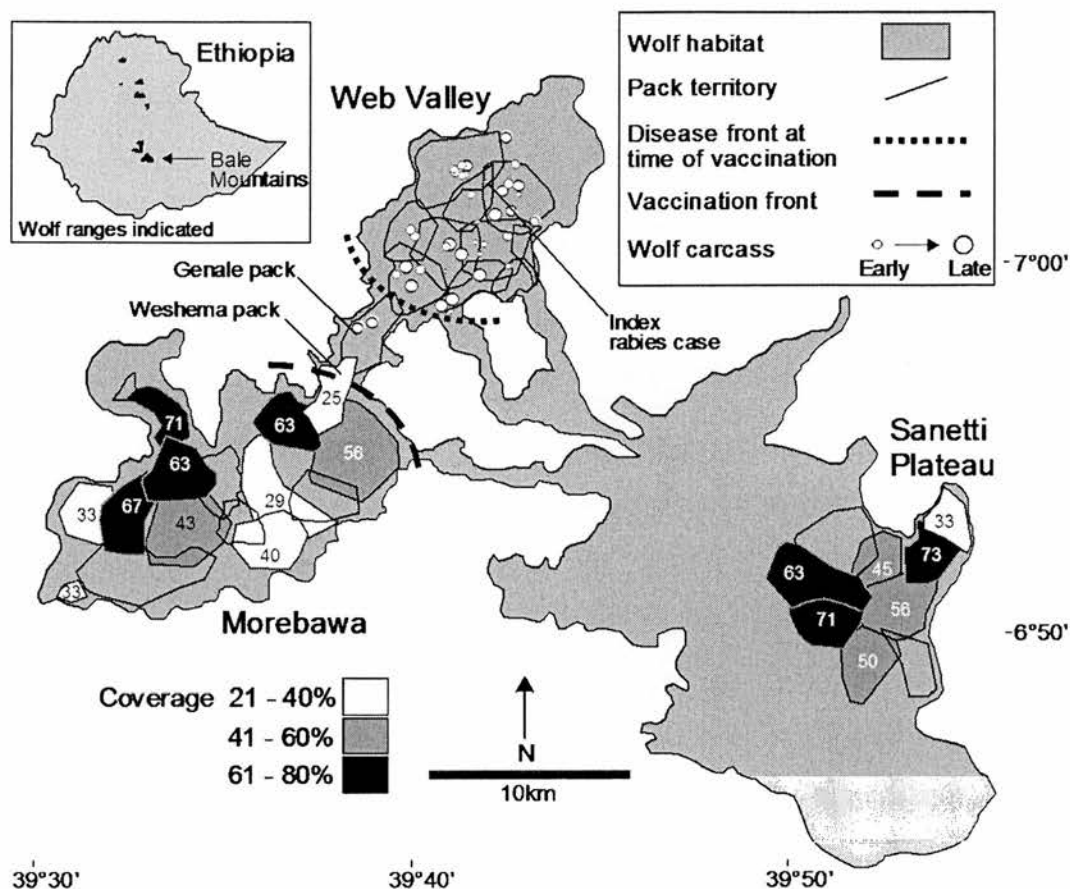 Ethiopia
Bale
Mountains
Wolf ranges indicated
Web Valley
Wolf habitat
Pack territory
Disease front at
time of vaccination
Vaccination front
Wolf carcass
Early
Late
Genale pack
Weshema pack
Index
rabies case
-7°00'
25
71
63
63
56
67
33
43
29
40
33
Morebawa
Sanetti
Plateau
33
73
45
63
56
71
50
-6°50'
Coverage 21 - 40%
41 - 60%
61 - 80%
N
10km
39°30'
39°40'
39°50'